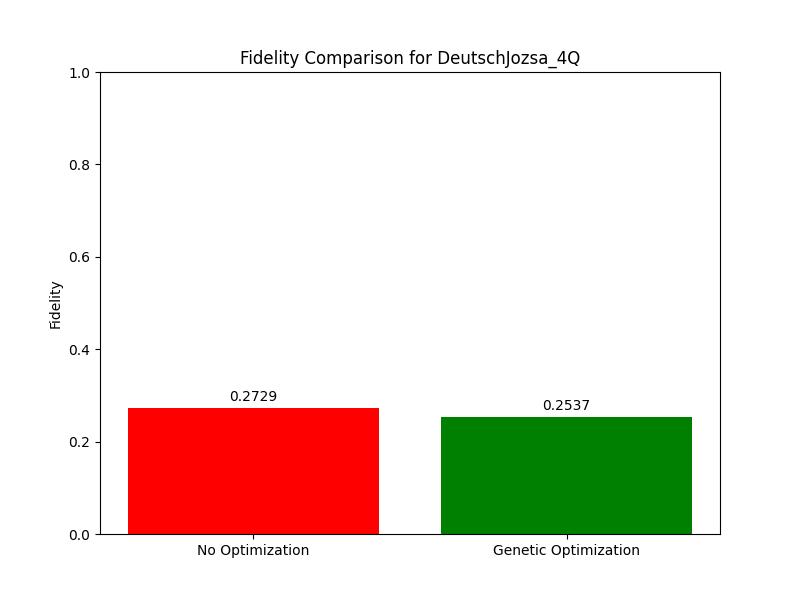 Fidelity Comparison for DeutschJozsa_4Q
1.0
0.8
0.6
0.4
0.2
0.0
Fidelity
0.2729
0.2537
No Optimization
Genetic Optimization